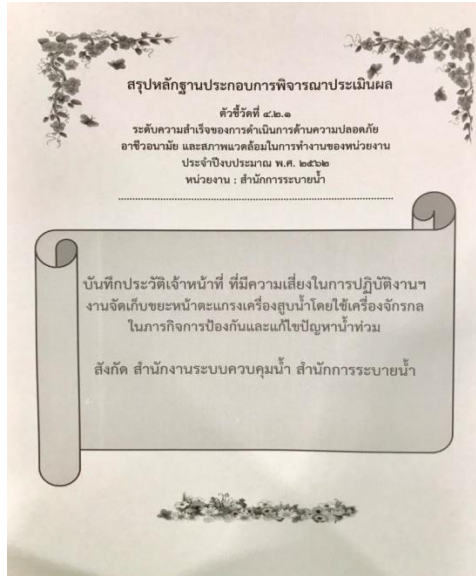 สรุปหลักฐานประกอบการพิจารณาประเมินผล
ตัวชี้วัดที่ ๔.๒.๑
ระดับความสำเร็จของการดำเนินการด้านความปลอดภัย
อาชีวอนามัย และสภาพแวดล้อมในการทำงานของหน่วยงาน
ประจำปีงบประมาณ พ.ศ. ๒๕๖๒
หน่วยงาน : สำนักการระบายน้ำ
บันทึกประวัติเจ้าหน้าที่ ที่มีความเสี่ยงในการปฏิบัติงานฯ
งานจัดเก็บขยะหน้าตะแกรงเครื่องสูบน้ำโดยใช้เครื่องจักรกล
ในภารกิจการป้องกันและแก้ไขปัญหาน้ำท่วม
สังกัด สำนักงานระบบควบคุมน้ำ สำนักการระบายน้ำ